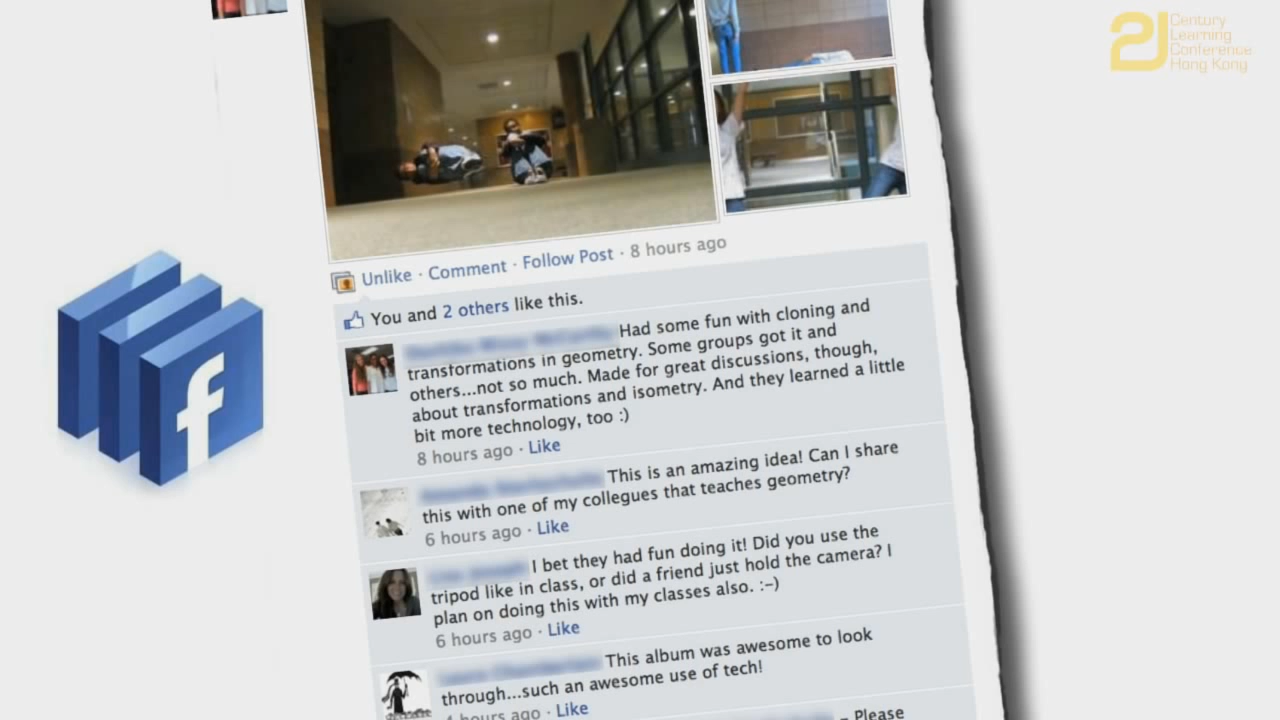 21
Century
Learning
Conference
Hong Kong
Unlike · Comment · Follow Post · 8 hours ago
You and 2 others like this.
Had some fun with cloning and
transformations in geometry. Some groups got it and
others...not so much. Made for great discussions, though,
about transformations and isometry. And they learned a little
bit more technology, too :)
8 hours ago · Like
This is an amazing idea! Can I share
this with one of my collegues that teaches geometry?
6 hours ago · Like
I bet they had fun doing it! Did you use the
tripod like in class, or did a friend just hold the camera? I
plan on doing this with my classes also. :-)
6 hours ago · Like
This album was awesome to look
through...such an awesome use of tech!
4 hours ago · Like
– Please
f